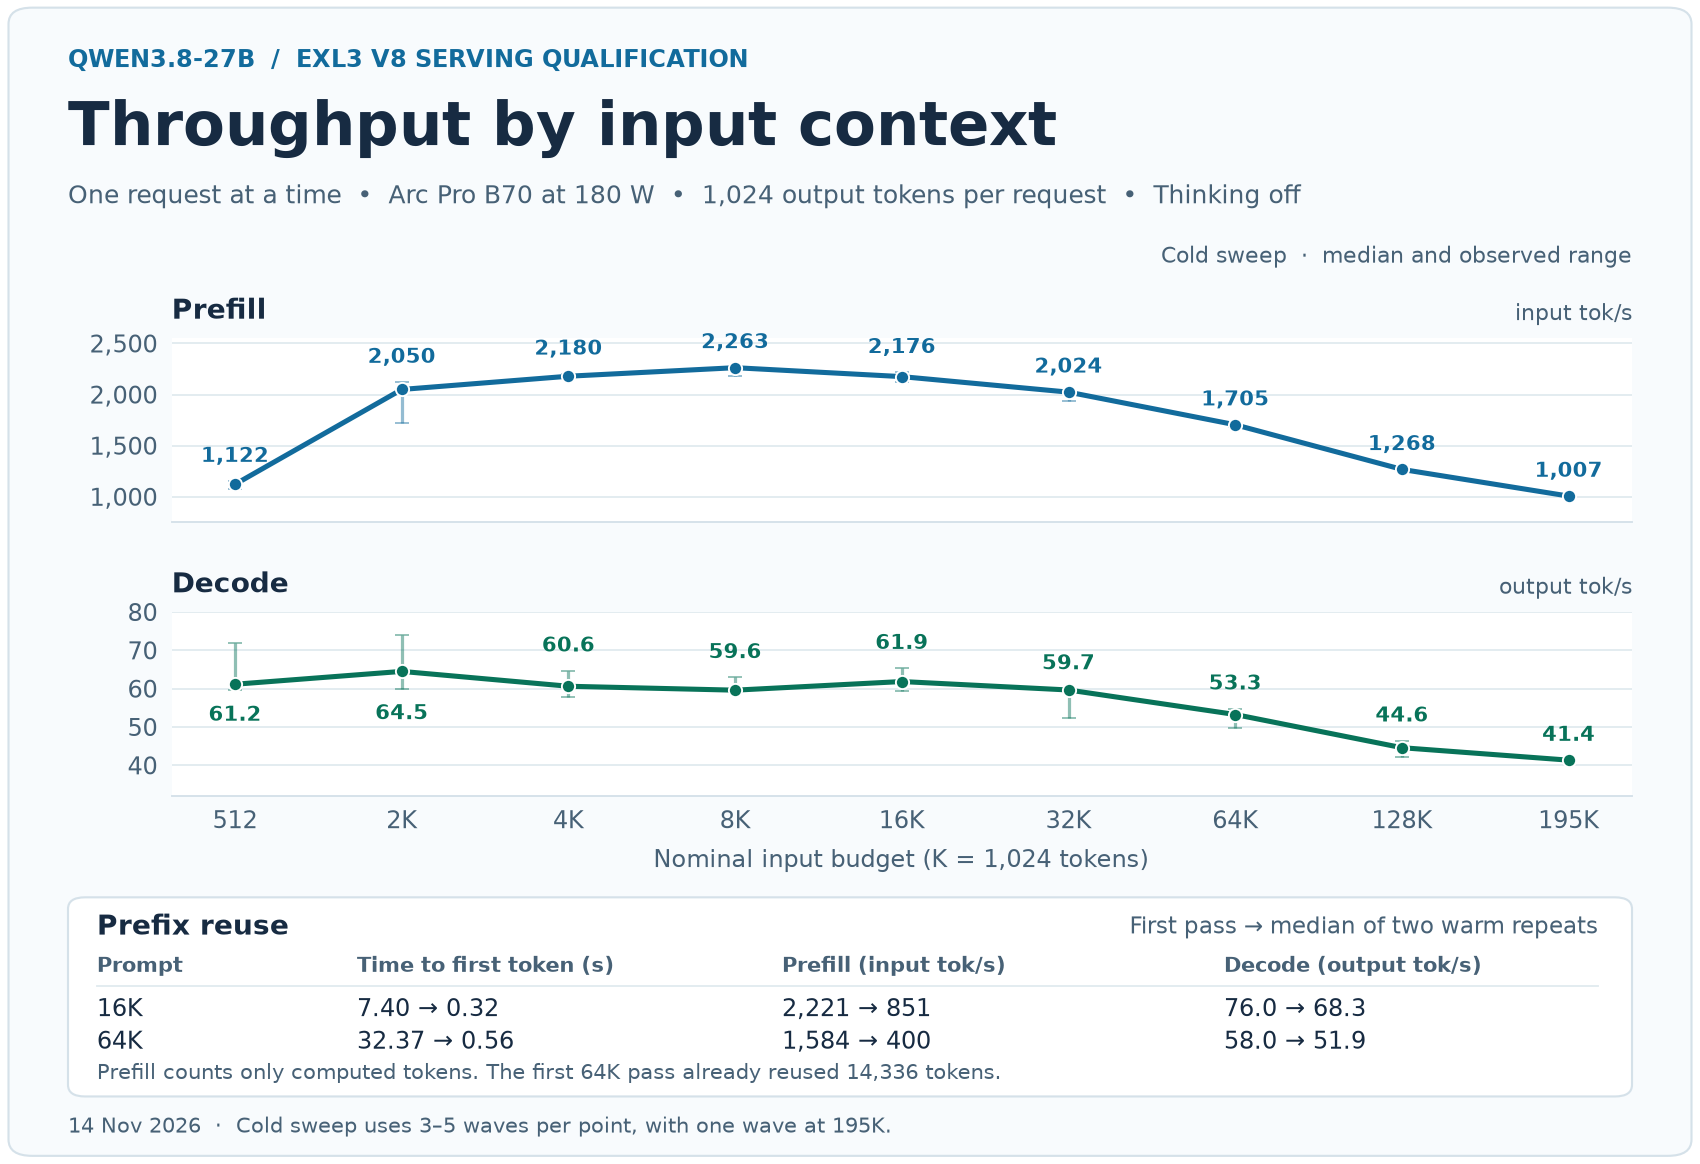 QWEN3.8-27B / EXL3 V8 SERVING QUALIFICATION
Throughput by input context
One request at a time • Arc Pro B70 at 180 W • 1,024 output tokens per request • Thinking off
Cold sweep · median and observed range
Prefill input tok/s
2,500
2,000
1,500
1,000
1,122 2,050 2,180 2,263 2,176 2,024 1,705 1,268 1,007
Decode output tok/s
80
70
60
50
40
61.2 64.5 60.6 59.6 61.9 59.7 53.3 44.6 41.4
512 2K 4K 8K 16K 32K 64K 128K 195K
Nominal input budget (K = 1,024 tokens)
Prefix reuse First pass → median of two warm repeats
Prompt Time to first token (s) Prefill (input tok/s) Decode (output tok/s)
16K 7.40 → 0.32 2,221 → 851 76.0 → 68.3
64K 32.37 → 0.56 1,584 → 400 58.0 → 51.9
Prefill counts only computed tokens. The first 64K pass already reused 14,336 tokens.
14 Nov 2026 · Cold sweep uses 3–5 waves per point, with one wave at 195K.